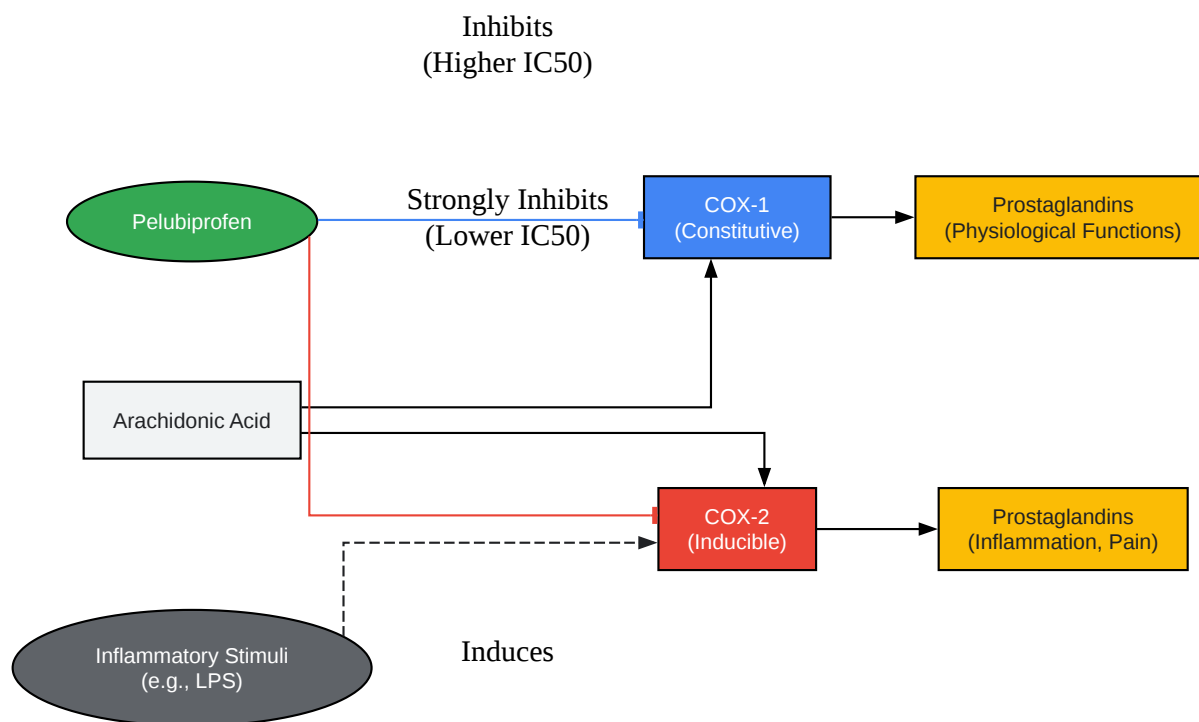 Inhibits
(Higher IC50)
Pelubiprofen
Strongly Inhibits
(Lower IC50)
COX-1
(Constitutive)
Prostaglandins
(Physiological Functions)
Arachidonic Acid
COX-2
(Inducible)
Prostaglandins
(Inflammation, Pain)
Inflammatory Stimuli
(e.g., LPS)
Induces